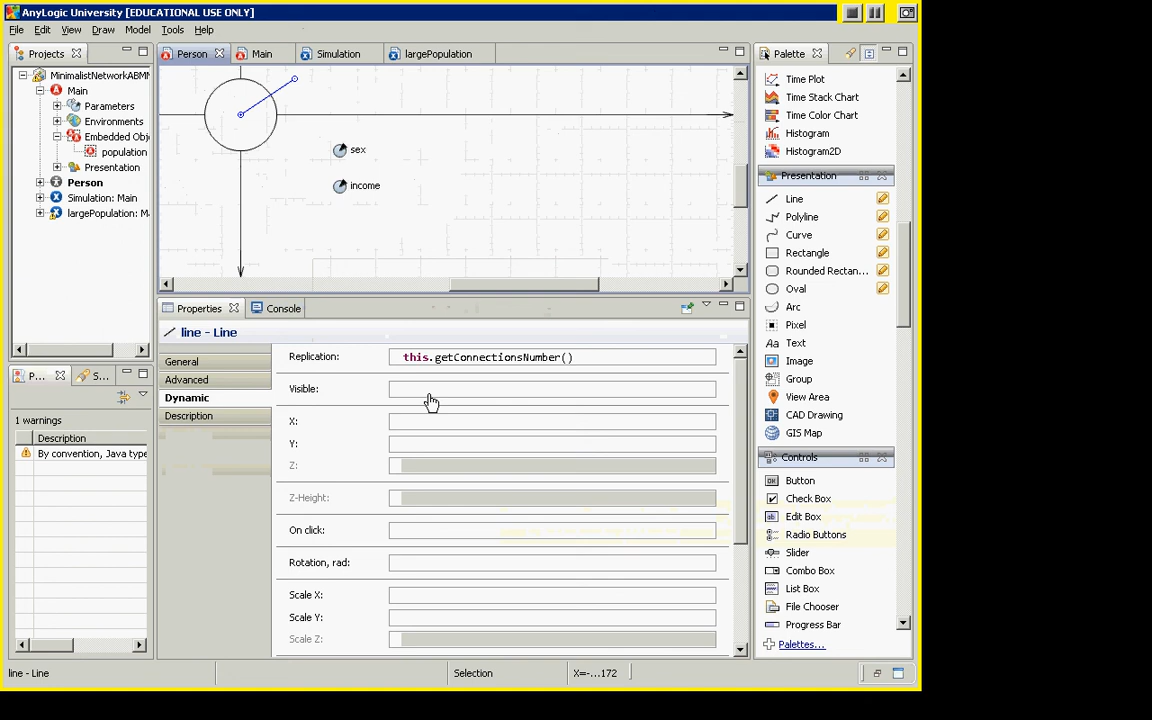 AnyLogic University [EDUCATIONAL USE ONLY]
File Edit View Draw Model Tools Help
Projects
Person Main Simulation largePopulation
Palette
MinimalistNetworkABMN
Main
Parameters
Environments
Embedded Obj
population
Presentation
Person
Simulation: Main
largePopulation: M
sex
income
Time Plot
Time Stack Chart
Time Color Chart
Histogram
Histogram2D
Presentation
Line
Polyline
Curve
Rectangle
Rounded Rectan...
Oval
Arc
Pixel
Text
Image
Group
View Area
CAD Drawing
GIS Map
Controls
Button
Check Box
Edit Box
Radio Buttons
Slider
Combo Box
List Box
File Chooser
Progress Bar
Palettes...
Properties Console
line - Line
General
Advanced
Dynamic
Description
Replication: this.getConnectionsNumber()
Visible:
X:
Y:
Z:
Z-Height:
On click:
Rotation, rad:
Scale X:
Scale Y:
Scale Z:
P... S...
1 warnings
Description
By convention, Java type
line - Line
Selection
X=-...172